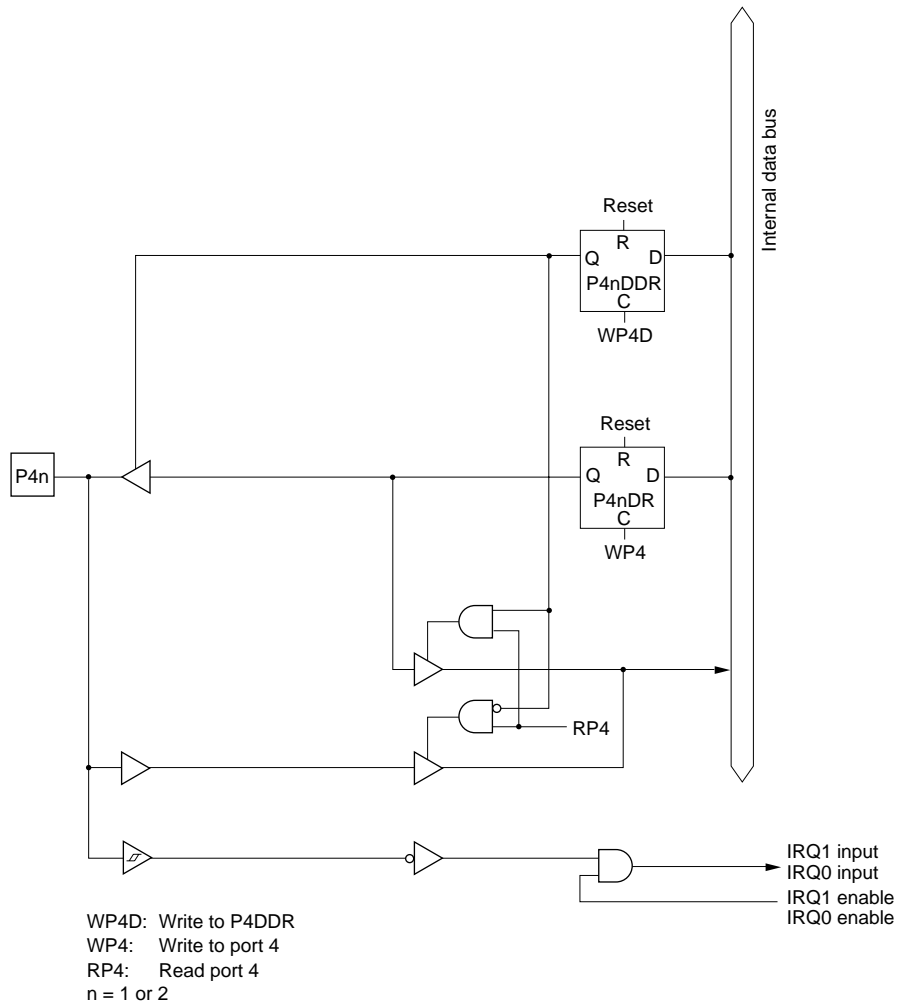 Internal data bus
Reset
R
Q D
P4nDDR
C
WP4D
Reset
P4n
R
Q D
P4nDR
C
WP4
RP4
IRQ1 input
IRQ0 input
IRQ1 enable
IRQ0 enable
WP4D: Write to P4DDR
WP4: Write to port 4
RP4: Read port 4
n = 1 or 2